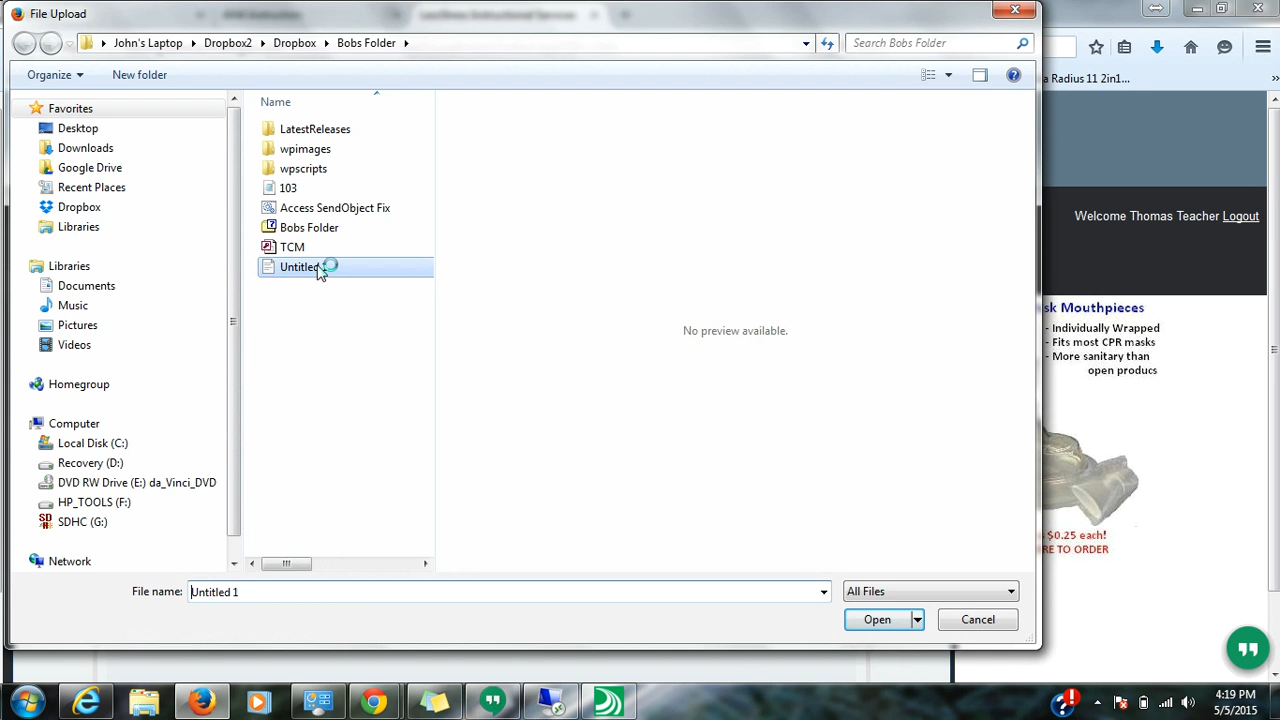 File Upload
John's Laptop Dropbox2 Dropbox Bobs Folder
Search Bobs Folder
a Radius 11 2in1...
Organize New folder
Favorites
Desktop
Downloads
Google Drive
Recent Places
Dropbox
Libraries
Libraries
Documents
Music
Pictures
Videos
Homegroup
Computer
Local Disk (C:)
Recovery (D:)
DVD RW Drive (E:) da_Vinci_DVD
HP_TOOLS (F:)
SDHC (G:)
Network
Name
LatestReleases
wpimages
wpscripts
103
Access SendObject Fix
Bobs Folder
TCM
Untitled
No preview available.
Welcome Thomas Teacher Logout
sk Mouthpieces
- Individually Wrapped
- Fits most CPR masks
- More sanitary than
open producs
$0.25 each!
RE TO ORDER
File name: Untitled 1
All Files
Open Cancel
4:19 PM
5/5/2015